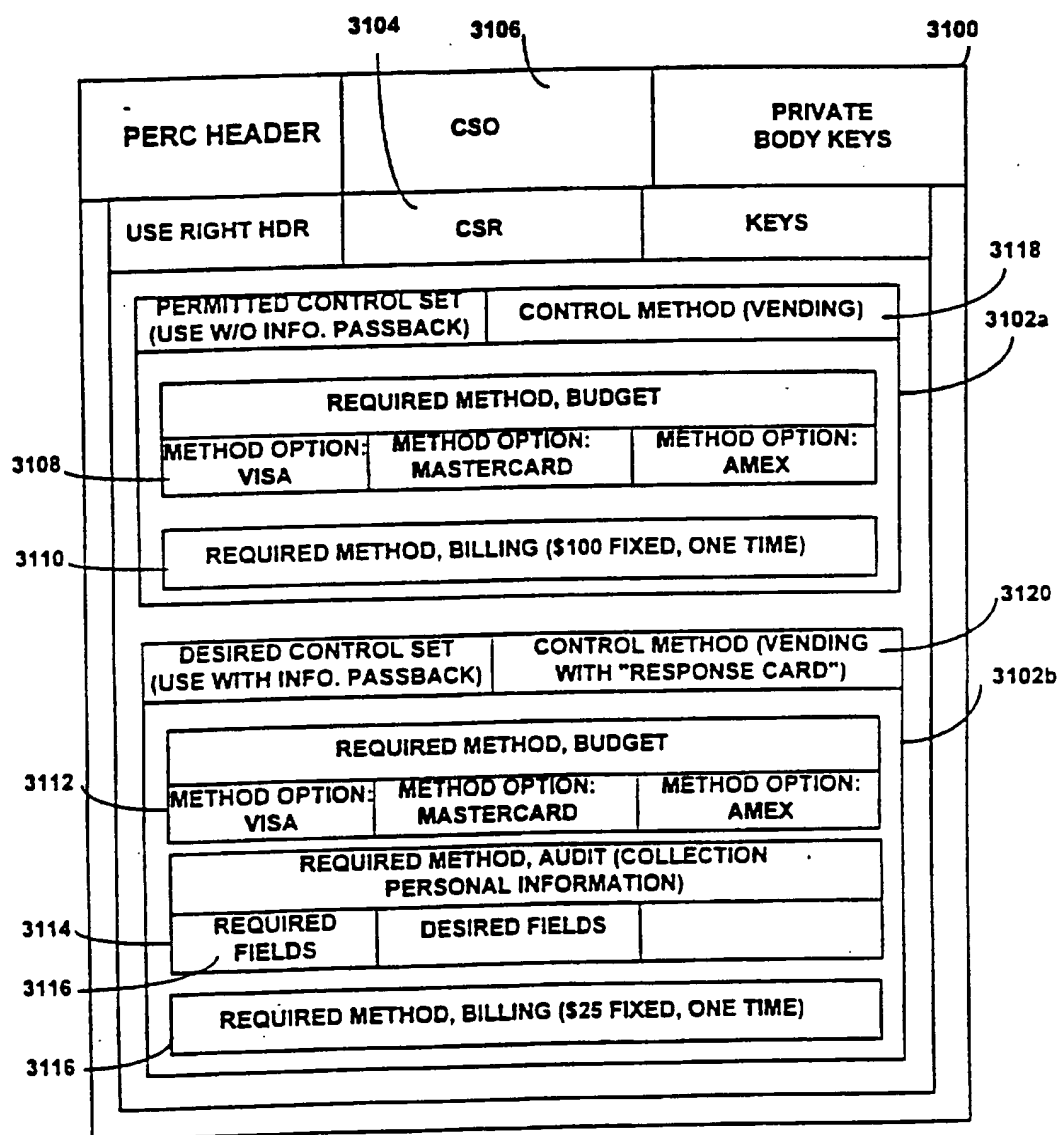 3104
3106
3100
PERC HEADER
CSO
PRIVATE
BODY KEYS
USE RIGHT HDR
CSR
KEYS
3118
PERMITTED CONTROL SET
(USE W/O INFO. PASSBACK)
CONTROL METHOD (VENDING)
3102a
REQUIRED METHOD, BUDGET
3108
METHOD OPTION:
VISA
METHOD OPTION:
MASTERCARD
METHOD OPTION:
AMEX
3110
REQUIRED METHOD, BILLING ($100 FIXED, ONE TIME)
3120
DESIRED CONTROL SET
(USE WITH INFO. PASSBACK)
CONTROL METHOD (VENDING
WITH "RESPONSE CARD")
3102b
REQUIRED METHOD, BUDGET
3112
METHOD OPTION:
VISA
METHOD OPTION:
MASTERCARD
METHOD OPTION:
AMEX
REQUIRED METHOD, AUDIT (COLLECTION
PERSONAL INFORMATION)
3114
REQUIRED
FIELDS
DESIRED FIELDS
3116
REQUIRED METHOD, BILLING ($25 FIXED, ONE TIME)
3116